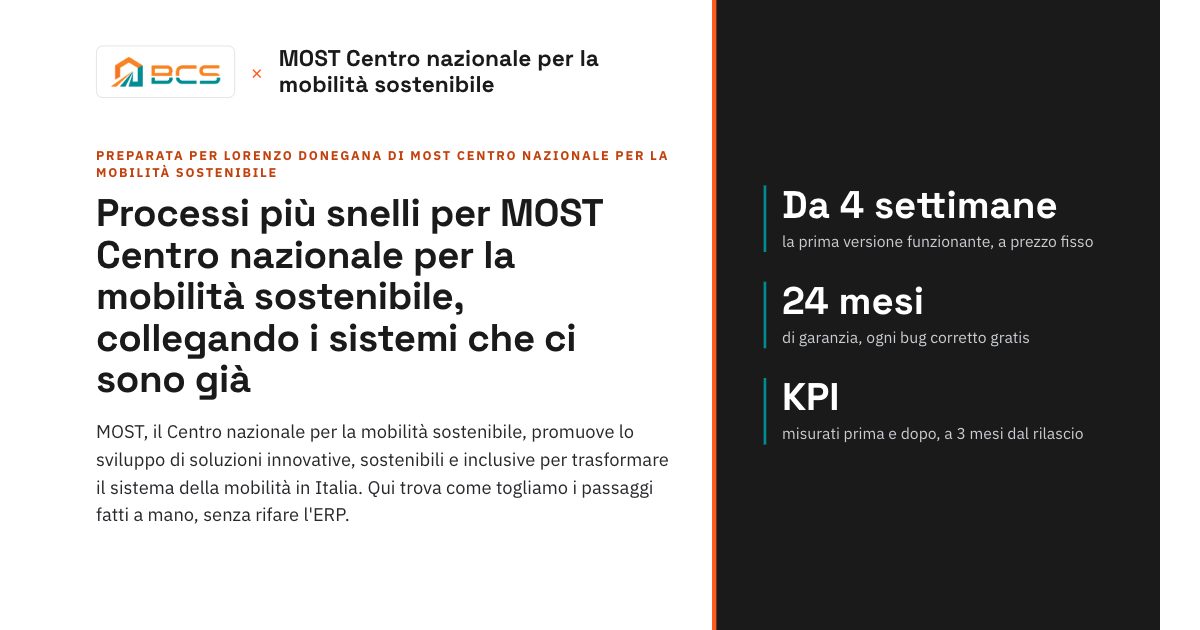 BCS
×
MOST Centro nazionale per la
mobilità sostenibile
PREPARATA PER LORENZO DONEGANA DI MOST CENTRO NAZIONALE PER LA
MOBILITÀ SOSTENIBILE
Processi più snelli per MOST
Centro nazionale per la
mobilità sostenibile,
collegando i sistemi che ci
sono già
MOST, il Centro nazionale per la mobilità sostenibile, promuove lo
sviluppo di soluzioni innovative, sostenibili e inclusive per trasformare
il sistema della mobilità in Italia. Qui trova come togliamo i passaggi
fatti a mano, senza rifare l'ERP.
Da 4 settimane
la prima versione funzionante, a prezzo fisso
24 mesi
di garanzia, ogni bug corretto gratis
KPI
misurati prima e dopo, a 3 mesi dal rilascio